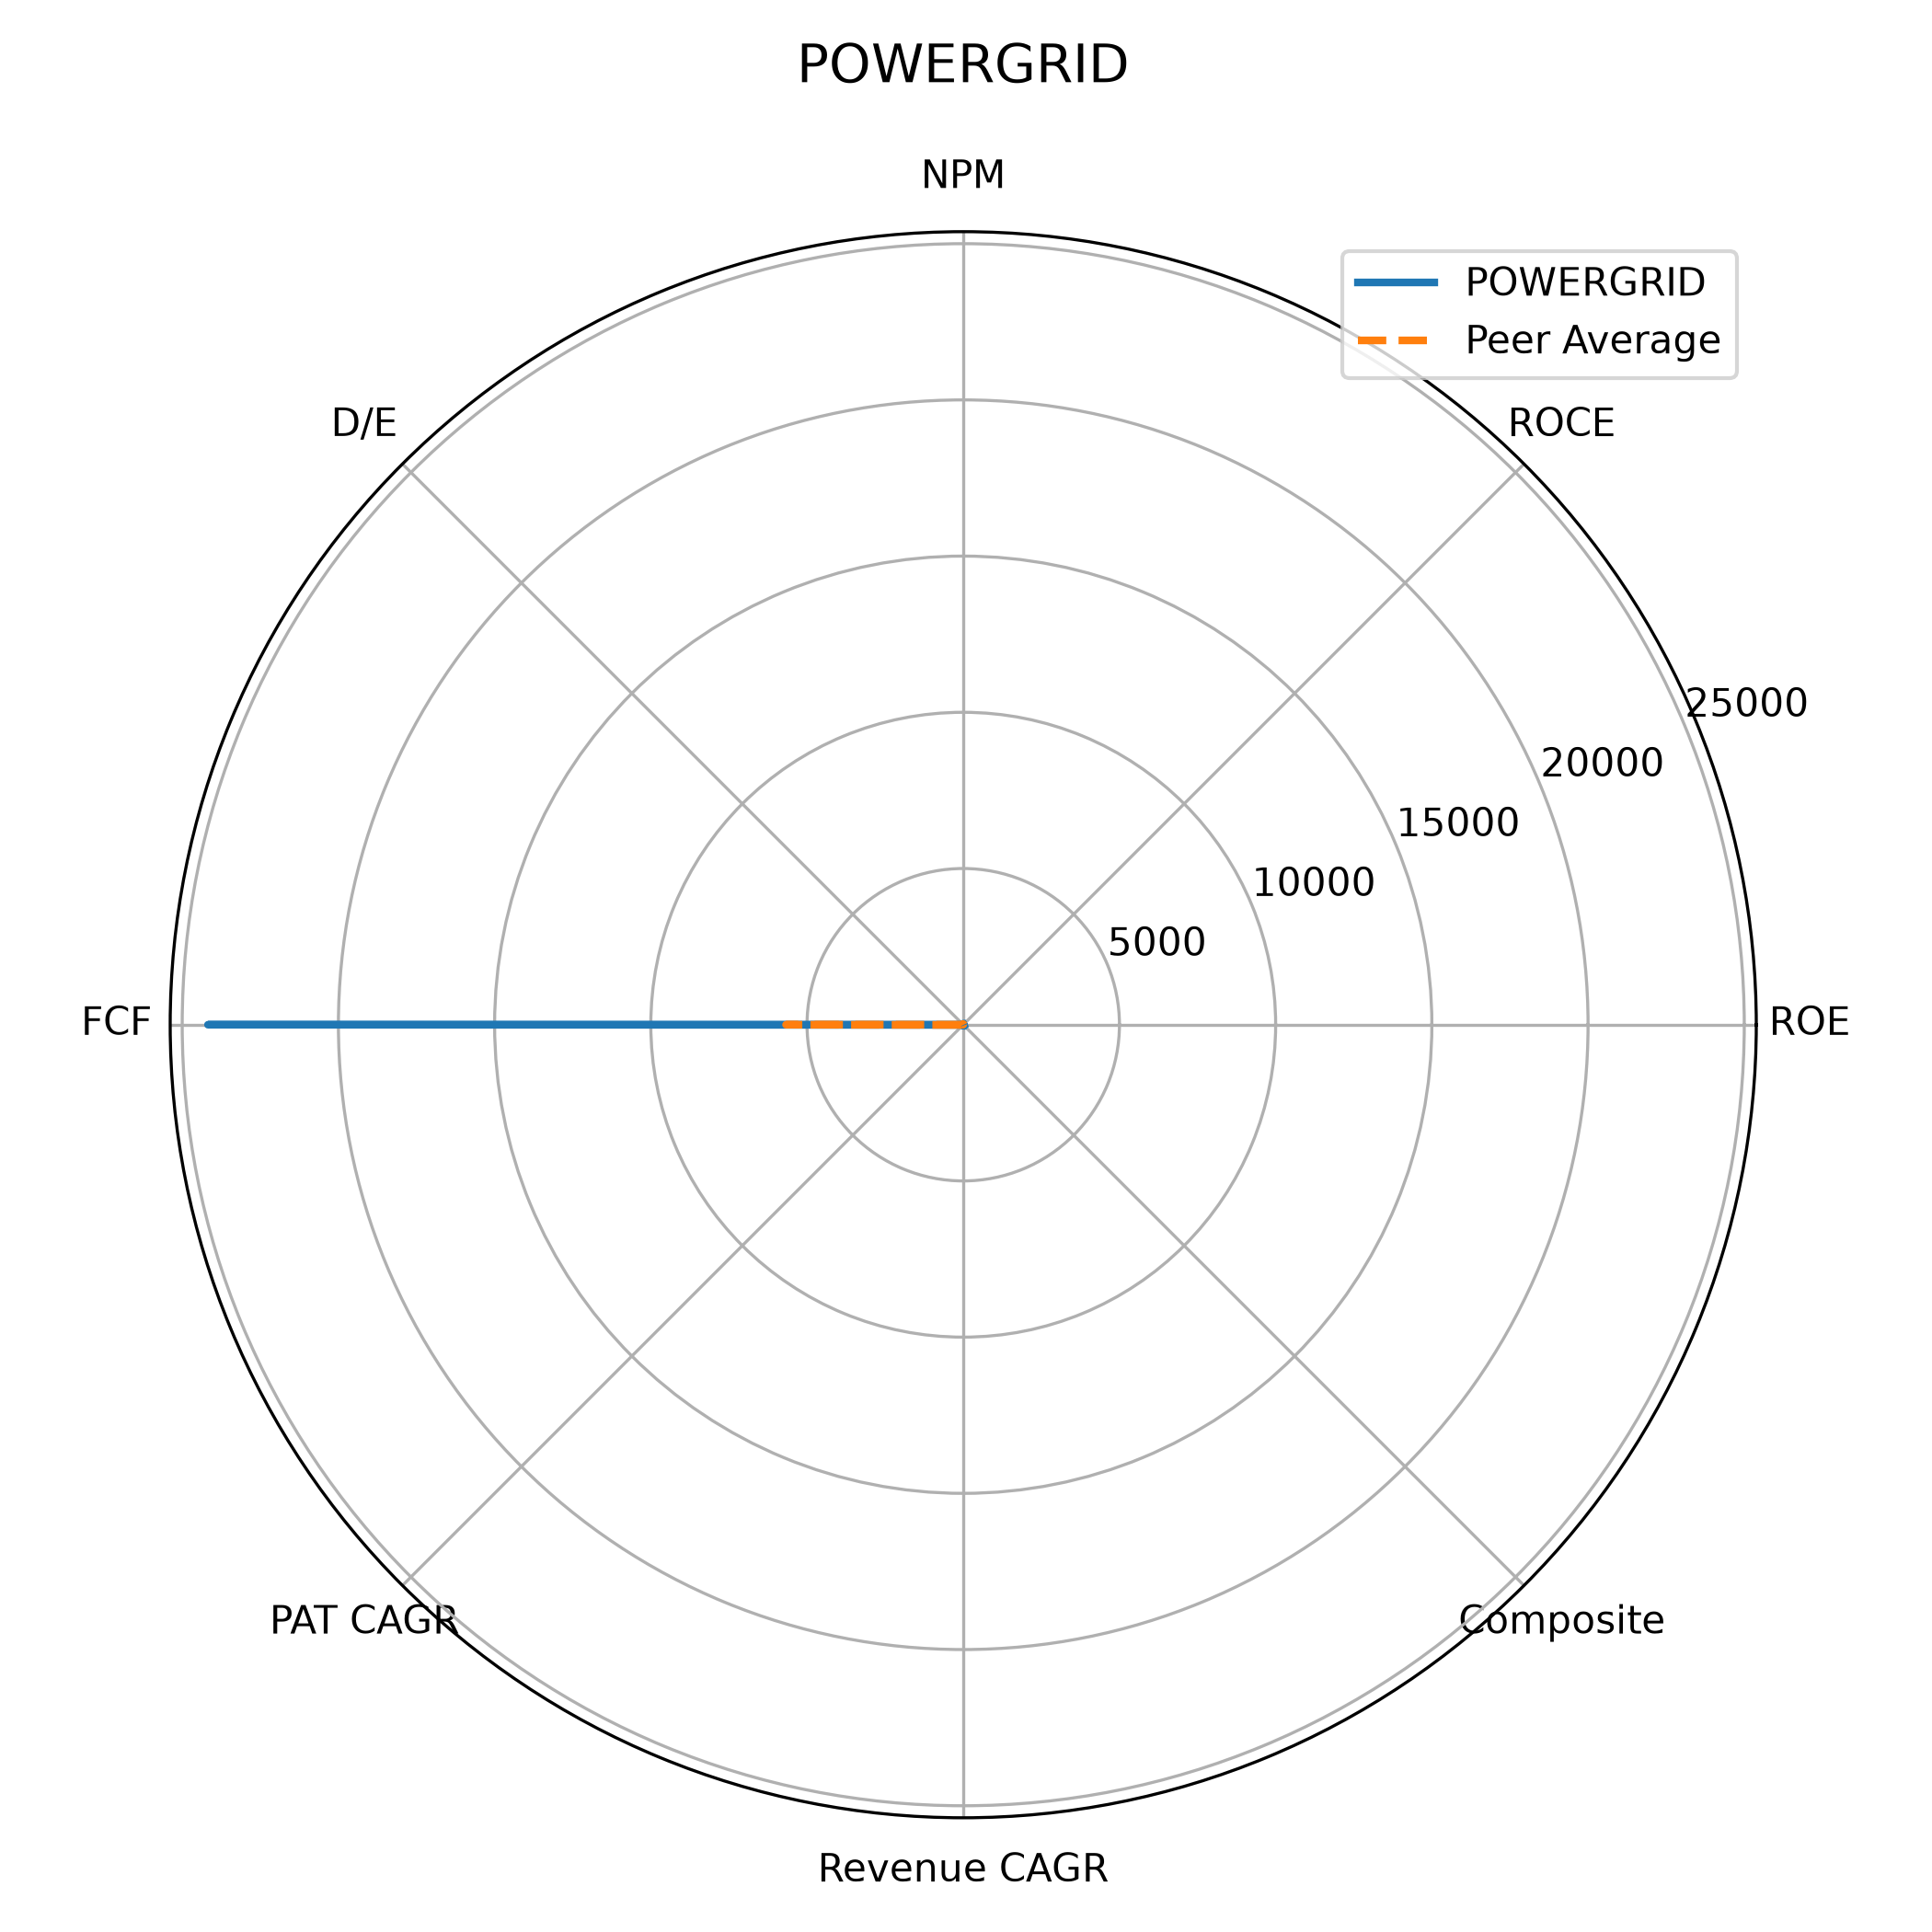 POWERGRID
NPM
POWERGRID
Peer Average
D/E
ROCE
25000
20000
15000
10000
5000
FCF
ROE
PAT CAGR
Composite
Revenue CAGR